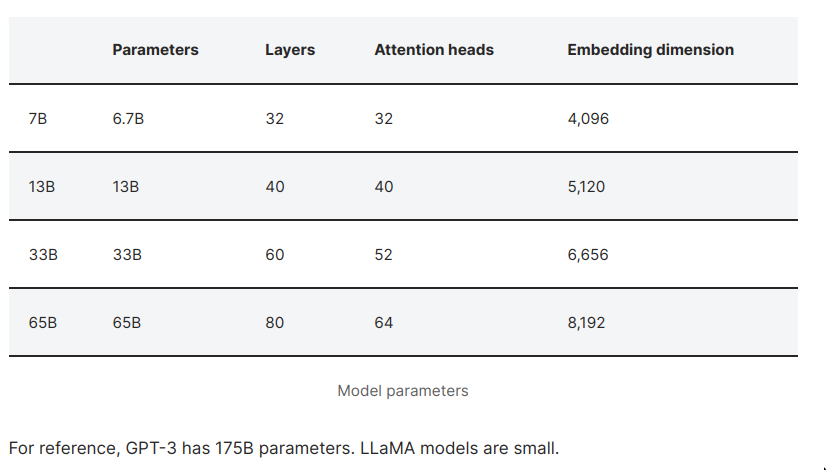 Parameters Layers Attention heads Embedding dimension
7B 6.7B 32 32 4,096
13B 13B 40 40 5,120
33B 33B 60 52 6,656
65B 65B 80 64 8,192
Model parameters
For reference, GPT-3 has 175B parameters. LLaMA models are small.